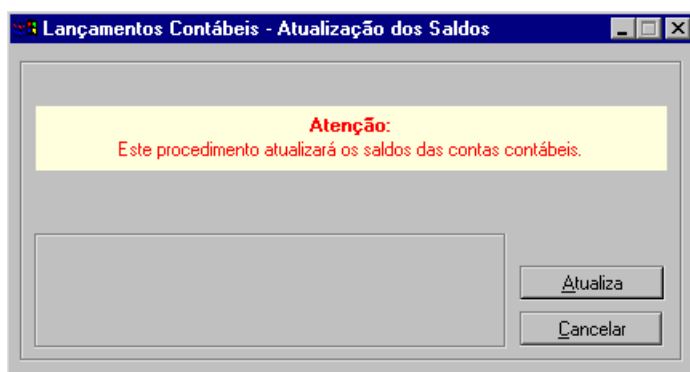 Lançamentos Contábeis - Atualização dos Saldos
Atenção:
Este procedimento atualizará os saldos das contas contábeis.
Atualiza
Cancelar